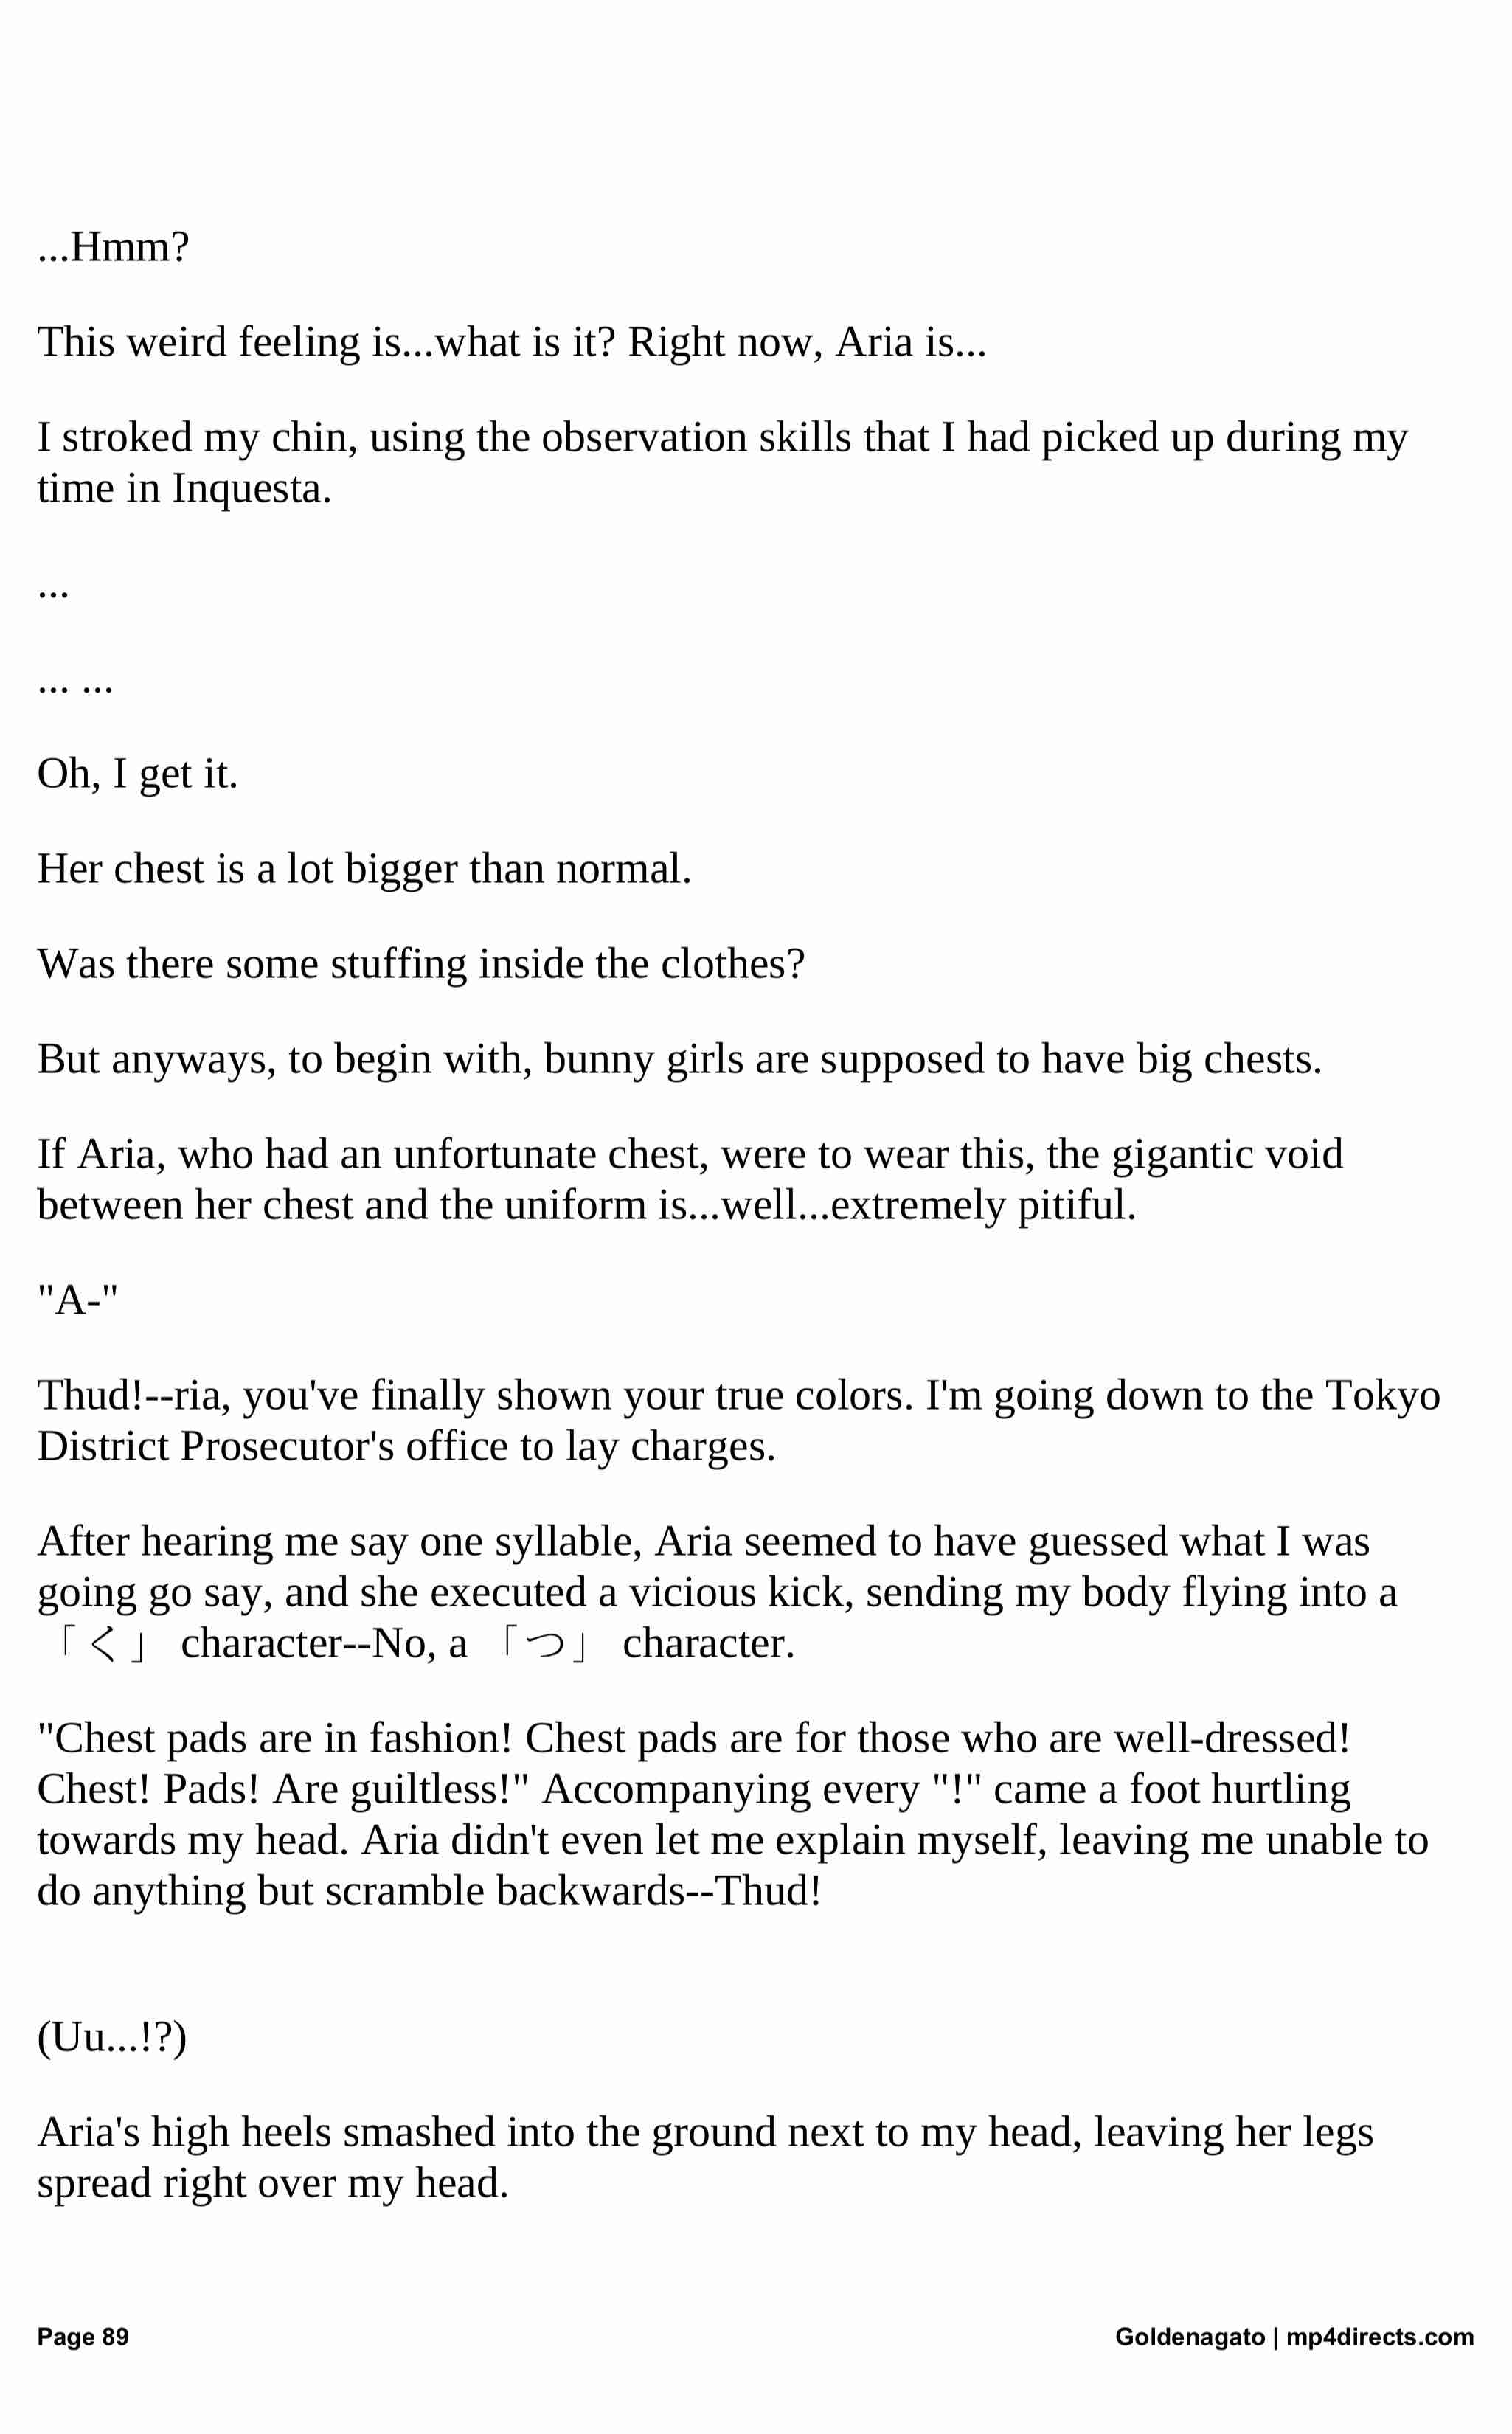 ...Hmm?
This weird feeling is...what is it? Right now, Aria is...
I stroked my chin, using the observation skills that I had picked up during my
time in Inquesta.
...
... ...
Oh, I get it.
Her chest is a lot bigger than normal.
Was there some stuffing inside the clothes?
But anyways, to begin with, bunny girls are supposed to have big chests.
If Aria, who had an unfortunate chest, were to wear this, the gigantic void
between her chest and the uniform is...well...extremely pitiful.
"A-"
Thud!--ria, you've finally shown your true colors. I'm going down to the Tokyo
District Prosecutor's office to lay charges.
After hearing me say one syllable, Aria seemed to have guessed what I was
going go say, and she executed a vicious kick, sending my body flying into a
「く」 character--No, a 「つ」 character.
"Chest pads are in fashion! Chest pads are for those who are well-dressed!
Chest! Pads! Are guiltless!" Accompanying every "!" came a foot hurtling
towards my head. Aria didn't even let me explain myself, leaving me unable to
do anything but scramble backwards--Thud!
(Uu...!?)
Aria's high heels smashed into the ground next to my head, leaving her legs
spread right over my head.
Page 89
Goldenagato | mp4directs.com